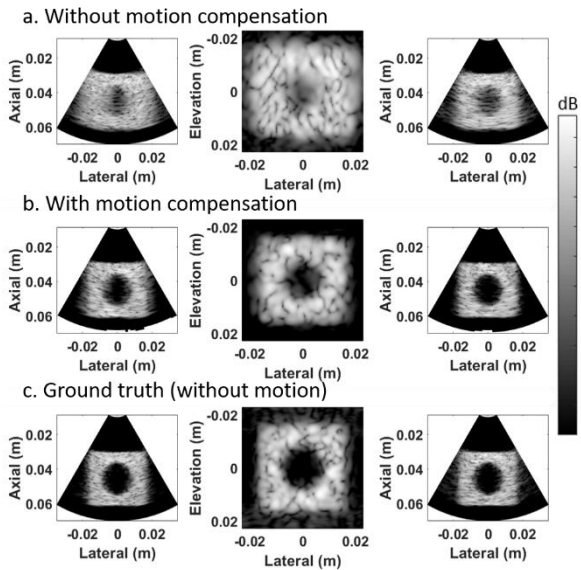 a. Without motion compensation
Axial (m)
0.02
0.04
0.06
-0.02 0 0.02
Lateral (m)
Elevation (m)
-0.02
0
0.02
-0.02 0 0.02
Lateral (m)
Axial (m)
0.02
0.04
0.06
-0.02 0 0.02
Lateral (m)
dB
b. With motion compensation
Axial (m)
0.02
0.04
0.06
-0.02 0 0.02
Lateral (m)
Elevation (m)
-0.02
0
0.02
-0.02 0 0.02
Lateral (m)
Axial (m)
0.02
0.04
0.06
-0.02 0 0.02
Lateral (m)
c. Ground truth (without motion)
Axial (m)
0.02
0.04
0.06
-0.02 0 0.02
Lateral (m)
Elevation (m)
-0.02
0
0.02
-0.02 0 0.02
Lateral (m)
Axial (m)
0.02
0.04
0.06
-0.02 0 0.02
Lateral (m)